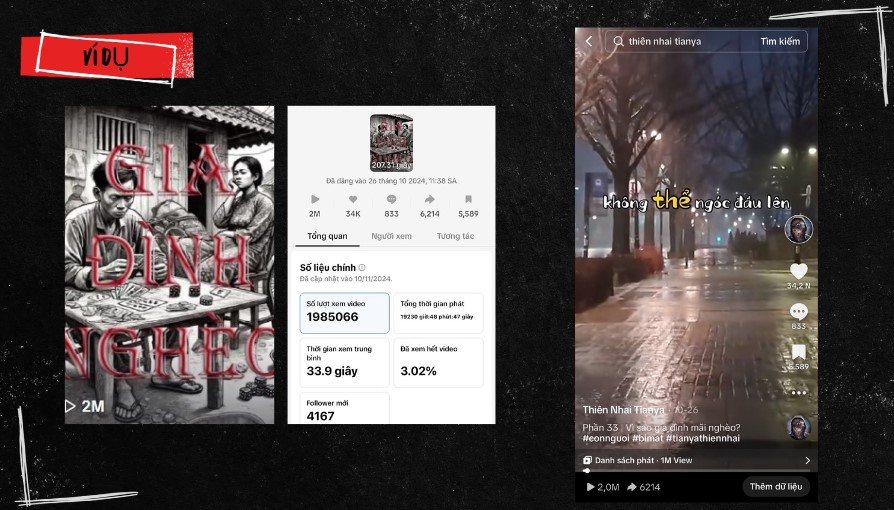 VÍ DỤ
GIA
ĐÌNH
NGHÈO
2M
207.31 giây
Đã đăng vào 26 tháng 10 2024, 11:38 SA
2M 34K 833 6,214 5,589
Tổng quan Người xem Tương tác
Số liệu chính
Đã cập nhật vào 10/11/2024.
Số lượt xem video
1985066
Tổng thời gian phát
19230 giờ:48 phút:47 giây
Thời gian xem trung bình
33.9 giây
Đã xem hết video
3.02%
Follower mới
4167
thiên nhai tianya Tìm kiếm
không thể ngóc đầu lên
34,2 N
833
5.589
Thiên Nhai Tianya · 10-26
Phần 33 | Vì sao gia đình mãi nghèo?
#connguoi #bimat #tianyathiennhai
Danh sách phát · 1M View
2,0M 6214 Thêm dữ liệu